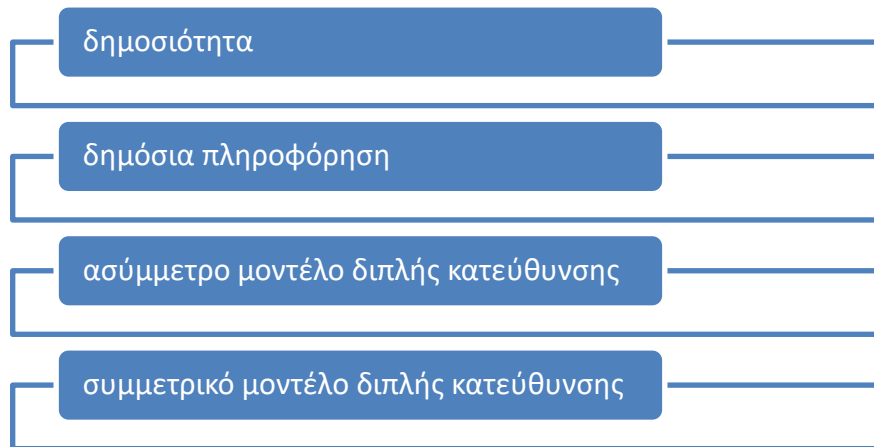 δημοσιότητα
δημόσια πληροφόρηση
ασύμμετρο μοντέλο διπλής κατεύθυνσης
συμμετρικό μοντέλο διπλής κατεύθυνσης